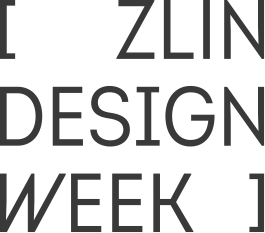 [ ZLIN
DESIGN
WEEK ]